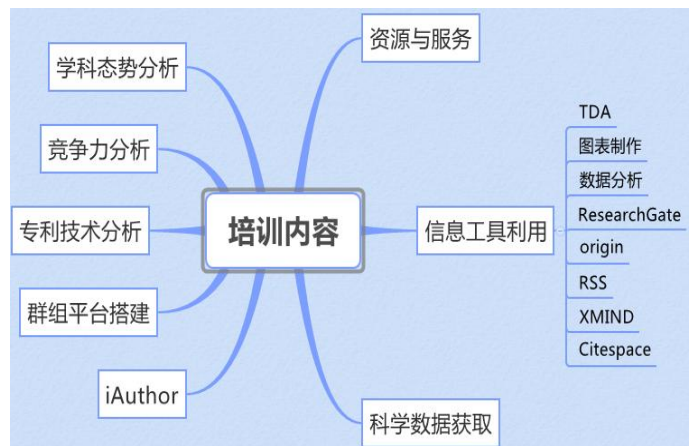 培训内容
资源与服务
信息工具利用
TDA
图表制作
数据分析
ResearchGate
origin
RSS
XMIND
Citespace
科学数据获取
学科态势分析
竞争力分析
专利技术分析
群组平台搭建
iAuthor